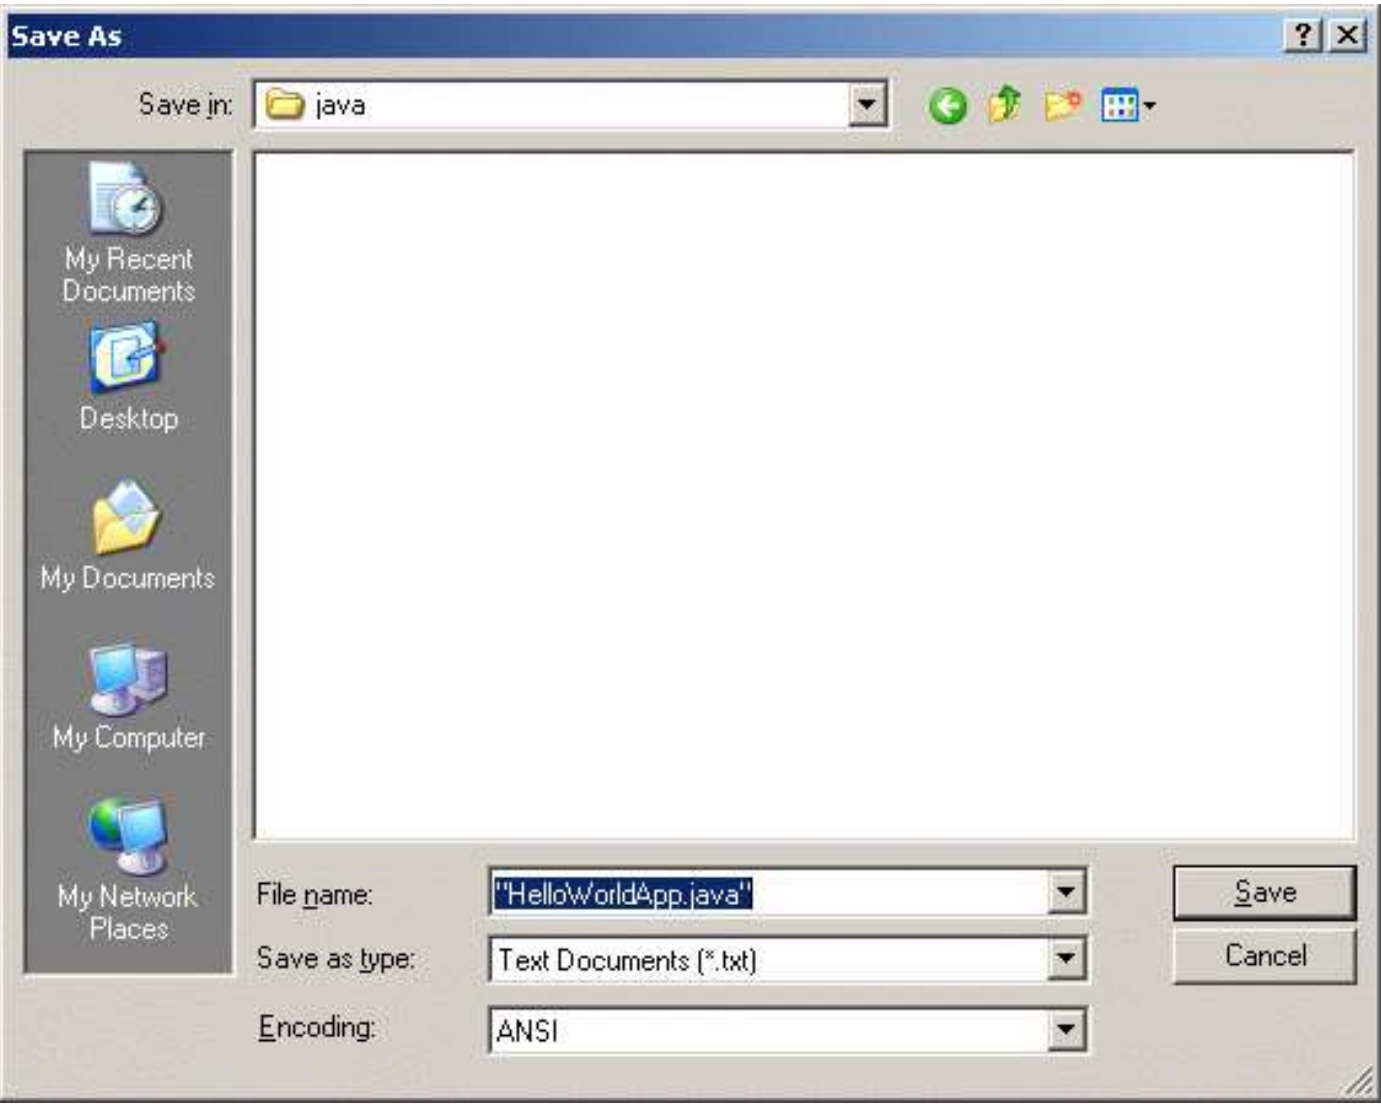 Save As
Save in:
java
My Recent
Documents
Desktop
My Documents
My Computer
My Network
Places
File name:
"HelloWorldApp.java"
Save
Save as type:
Text Documents (*.txt)
Cancel
Encoding:
ANSI